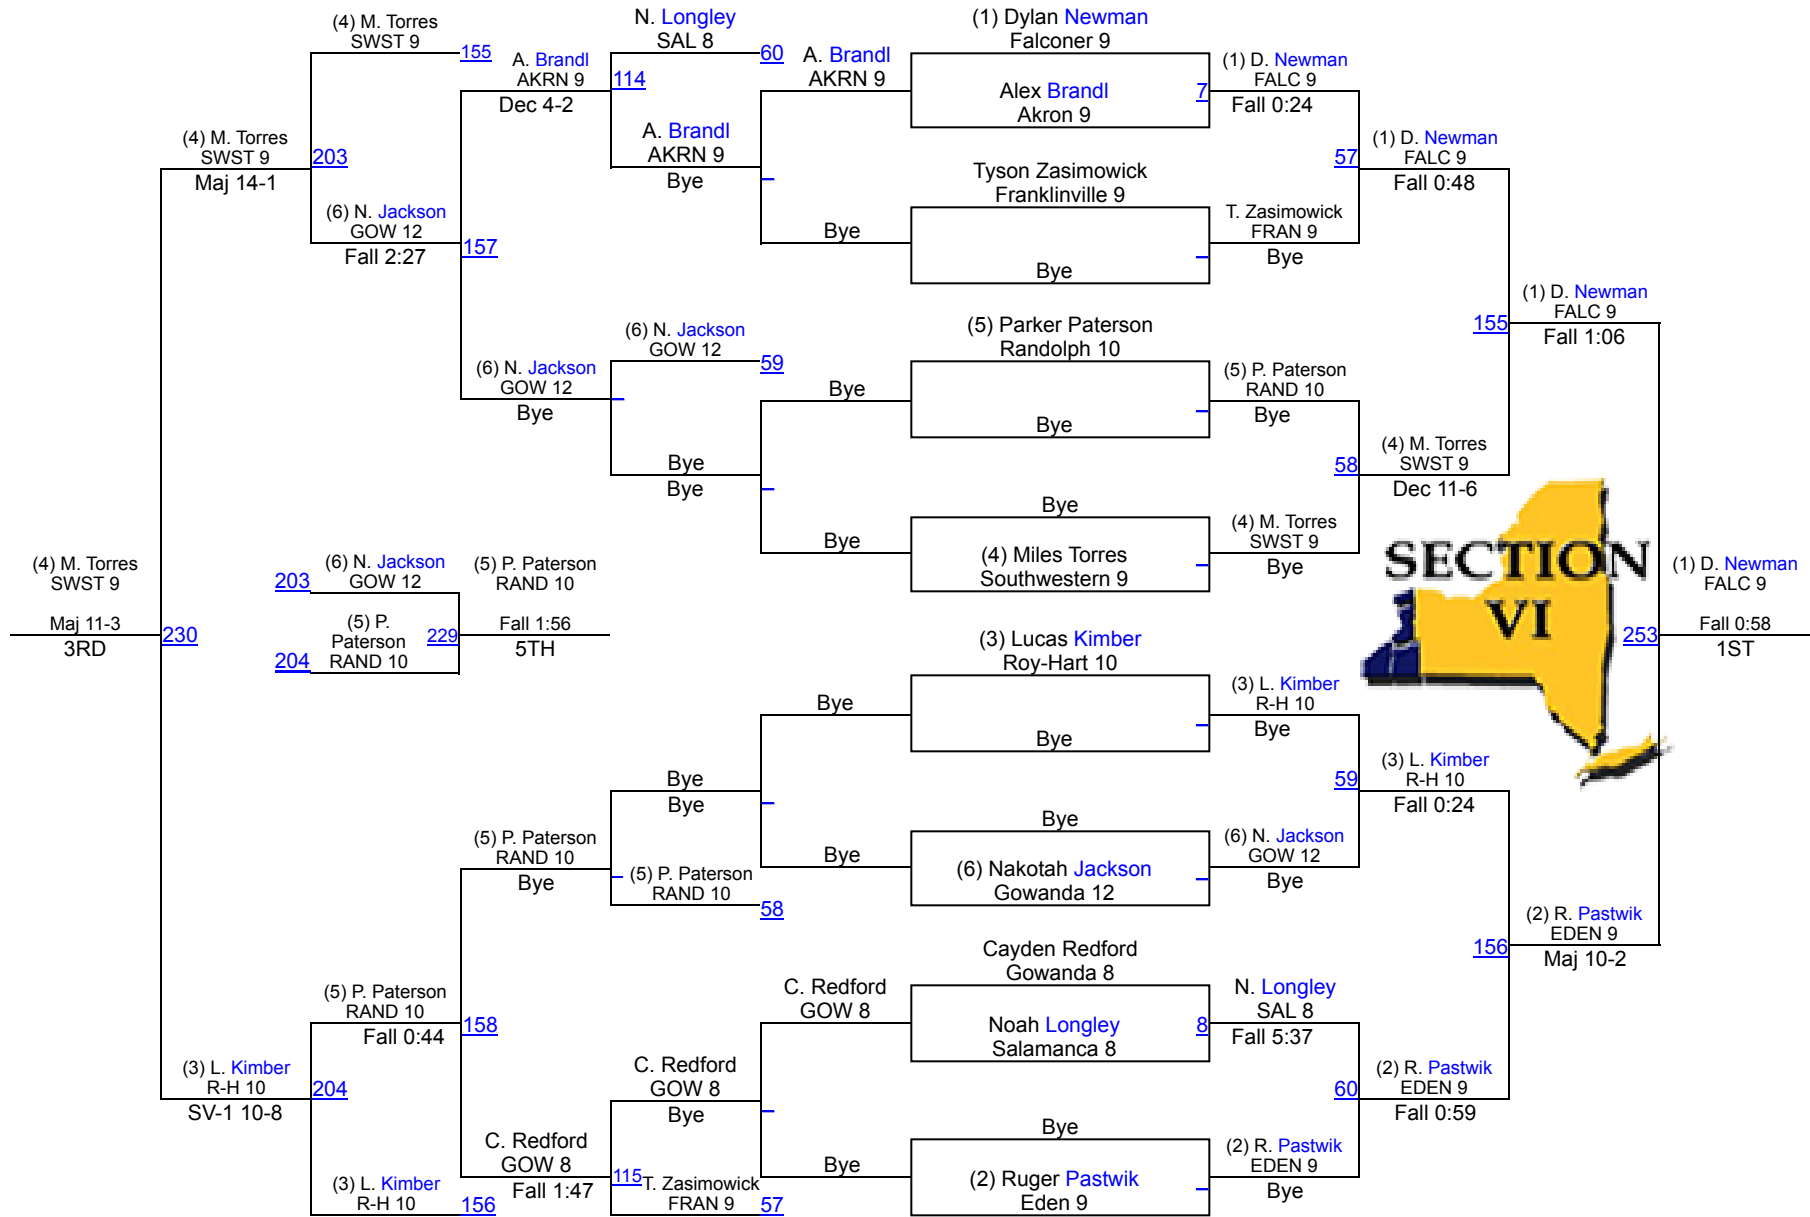 (4) M. Torres
SWST 9
155
A. Brandl
AKRN 9
Dec 4-2
114
N. Longley
SAL 8
60
A. Brandl
AKRN 9
(1) Dylan Newman
Falconer 9
Alex Brandl
Akron 9
7
(1) D. Newman
FALC 9
Fall 0:24
A. Brandl
AKRN 9
Bye
(4) M. Torres
SWST 9
Maj 14-1
203
57
(1) D. Newman
FALC 9
Fall 0:48
Tyson Zasimowick
Franklinville 9
Bye
Bye
T. Zasimowick
FRAN 9
Bye
(6) N. Jackson
GOW 12
Fall 2:27
157
(1) D. Newman
FALC 9
Fall 1:06
155
(6) N. Jackson
GOW 12
59
(5) Parker Paterson
Randolph 10
Bye
(6) N. Jackson
GOW 12
Bye
Bye
(5) P. Paterson
RAND 10
Bye
Bye
Bye
58
(4) M. Torres
SWST 9
Dec 11-6
Bye
Bye
(4) Miles Torres
Southwestern 9
(4) M. Torres
SWST 9
Bye
SECTION
VI
(4) M. Torres
SWST 9
Maj 11-3
3RD
230
203
(6) N. Jackson
GOW 12
204
(5) P.
Paterson
RAND 10
229
(5) P. Paterson
RAND 10
Fall 1:56
5TH
(1) D. Newman
FALC 9
Fall 0:58
1ST
253
(3) Lucas Kimber
Roy-Hart 10
Bye
Bye
(3) L. Kimber
R-H 10
Bye
Bye
Bye
59
(3) L. Kimber
R-H 10
Fall 0:24
(5) P. Paterson
RAND 10
Bye
(5) P. Paterson
RAND 10
58
Bye
Bye
(6) Nakotah Jackson
Gowanda 12
(6) N. Jackson
GOW 12
Bye
156
(2) R. Pastwik
EDEN 9
Maj 10-2
(5) P. Paterson
RAND 10
Fall 0:44
158
C. Redford
GOW 8
Cayden Redford
Gowanda 8
Noah Longley
Salamanca 8
8
N. Longley
SAL 8
Fall 5:37
(3) L. Kimber
R-H 10
SV-1 10-8
204
C. Redford
GOW 8
Bye
60
(2) R. Pastwik
EDEN 9
Fall 0:59
(3) L. Kimber
R-H 10
156
C. Redford
GOW 8
Fall 1:47
115
T. Zasimowick
FRAN 9
57
Bye
Bye
(2) Ruger Pastwik
Eden 9
(2) R. Pastwik
EDEN 9
Bye